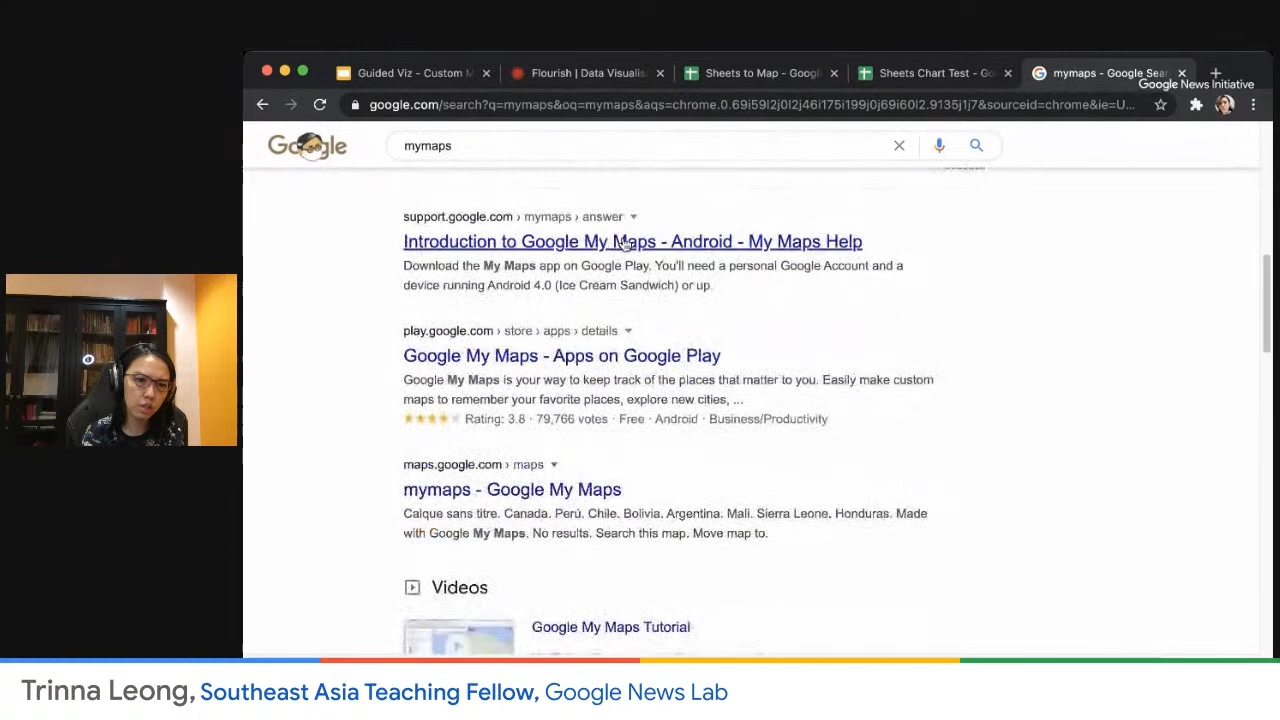 Guided Viz - Custom M
Flourish | Data Visualis
Sheets to Map - Googl
Sheets Chart Test - Go
mymaps - Google Sear
Google News Initiative
google.com/search?q=mymaps&oq=mymaps&aqs=chrome.0.69i59l2j0l2j46i175i199j0j69i60l2.9135j1j7&sourceid=chrome&ie=U...
Google
mymaps
support.google.com › mymaps › answer
Introduction to Google My Maps - Android - My Maps Help
Download the My Maps app on Google Play. You'll need a personal Google Account and a
device running Android 4.0 (Ice Cream Sandwich) or up.
play.google.com › store › apps › details
Google My Maps - Apps on Google Play
Google My Maps is your way to keep track of the places that matter to you. Easily make custom
maps to remember your favorite places, explore new cities, ...
Rating: 3.8 · 79,766 votes · Free · Android · Business/Productivity
maps.google.com › maps
mymaps - Google My Maps
Calque sans titre. Canada. Perú. Chile. Bolivia. Argentina. Mali. Sierra Leone. Honduras. Made
with Google My Maps. No results. Search this map. Move map to.
Videos
Google My Maps Tutorial
Trinna Leong, Southeast Asia Teaching Fellow, Google News Lab